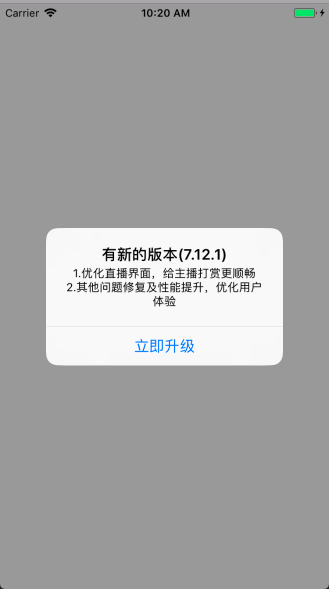 Carrier
10:20 AM
有新的版本(7.12.1)
1.优化直播界面，给主播打赏更顺畅
2.其他问题修复及性能提升，优化用户
体验
立即升级